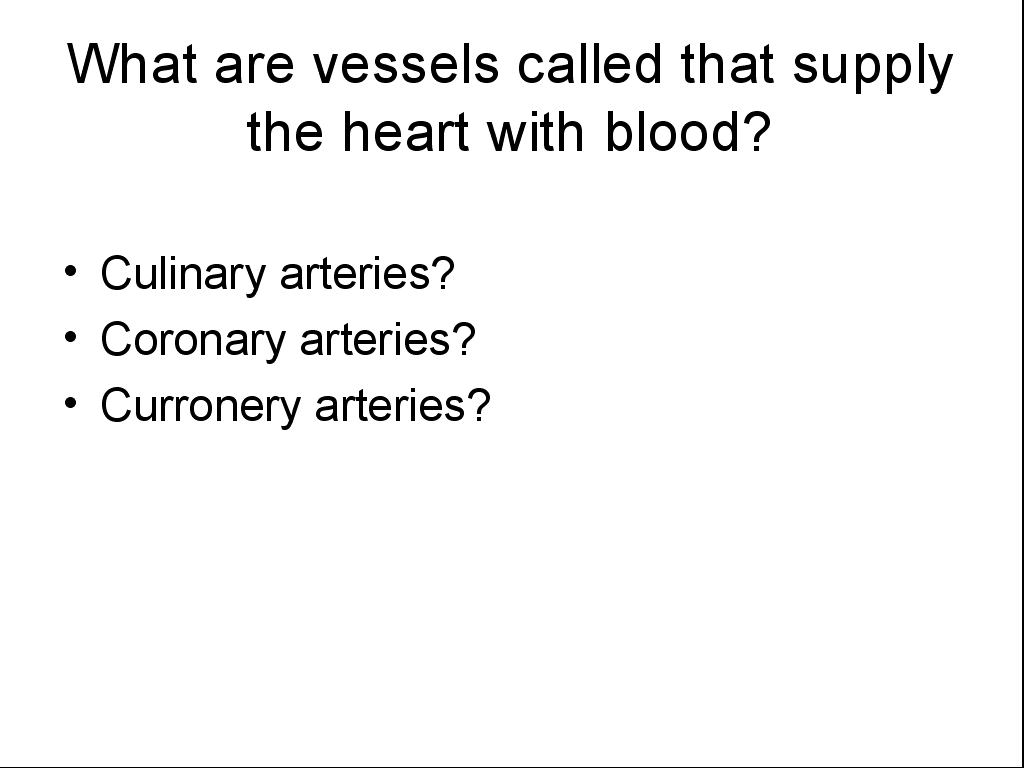 What are vessels called that supply
the heart with blood?
• Culinary arteries?
• Coronary arteries?
• Curronery arteries?